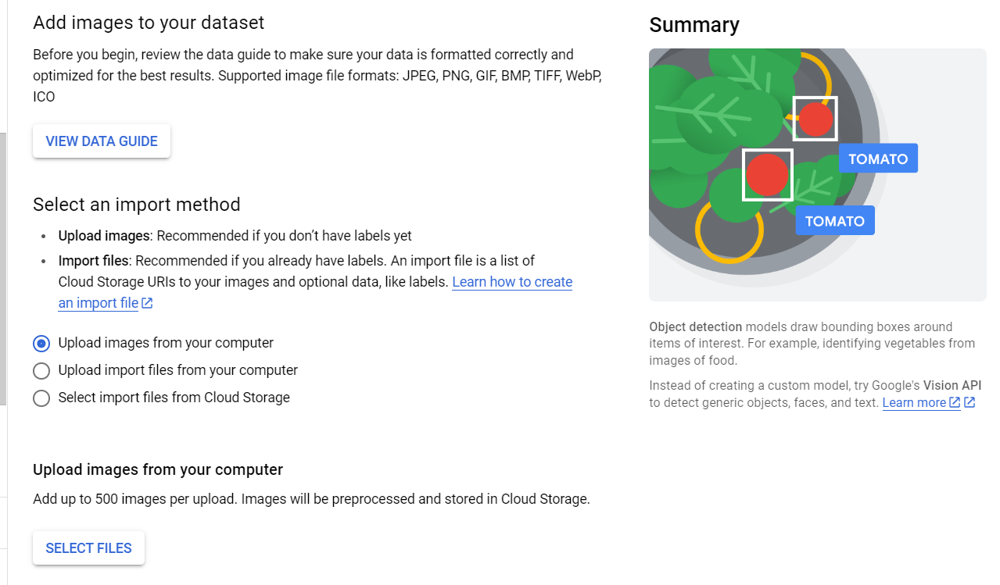 Add images to your dataset
Before you begin, review the data guide to make sure your data is formatted correctly and
optimized for the best results. Supported image file formats: JPEG, PNG, GIF, BMP, TIFF, WebP,
ICO
VIEW DATA GUIDE
Select an import method
• Upload images: Recommended if you don’t have labels yet
• Import files: Recommended if you already have labels. An import file is a list of
Cloud Storage URIs to your images and optional data, like labels. Learn how to create
an import file
Upload images from your computer
Upload import files from your computer
Select import files from Cloud Storage
Upload images from your computer
Add up to 500 images per upload. Images will be preprocessed and stored in Cloud Storage.
SELECT FILES
Summary
TOMATO
TOMATO
Object detection models draw bounding boxes around
items of interest. For example, identifying vegetables from
images of food.
Instead of creating a custom model, try Google's Vision API
to detect generic objects, faces, and text. Learn more